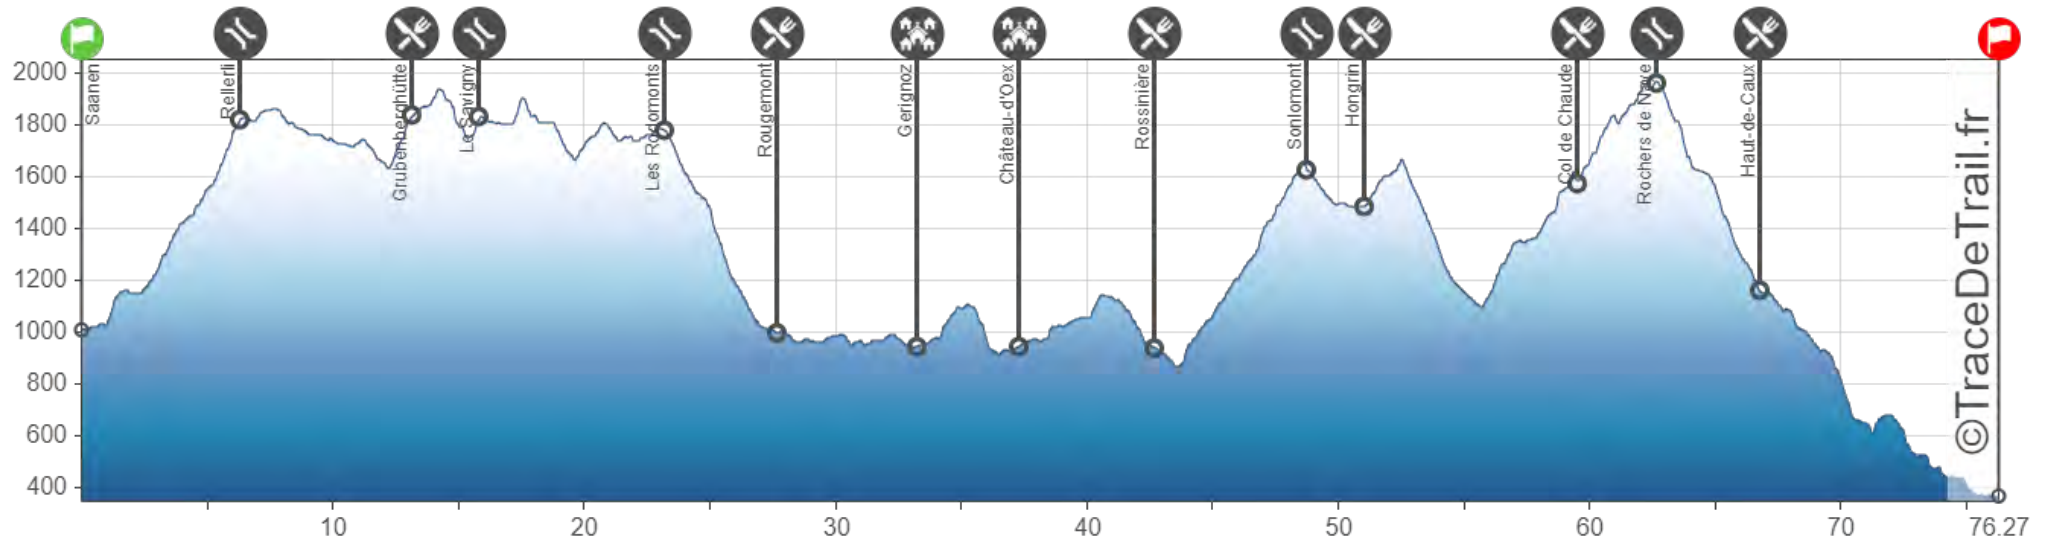 2000
1800
1600
1400
1200
1000
800
600
400
Saanen
Rellerli
Grubenberghütte
Le Savigny
Les Rodomonts
Rougemont
Gerignoz
Château-d'Oex
Rossinière
Sonlomont
Hongrin
Col de Chaude
Rochers de Naye
Haut-de-Caux
©TraceDeTrail.fr
10
20
30
40
50
60
70
76.27